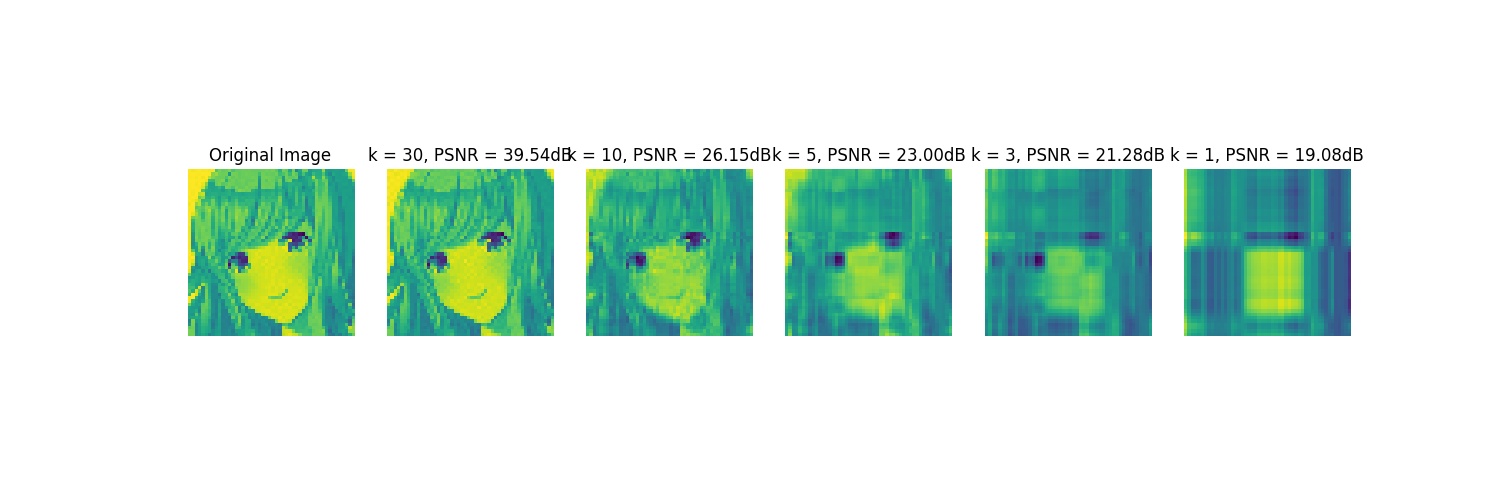 Original Image
k = 30, PSNR = 39.54dB
k = 10, PSNR = 26.15dB
k = 5, PSNR = 23.00dB
k = 3, PSNR = 21.28dB
k = 1, PSNR = 19.08dB